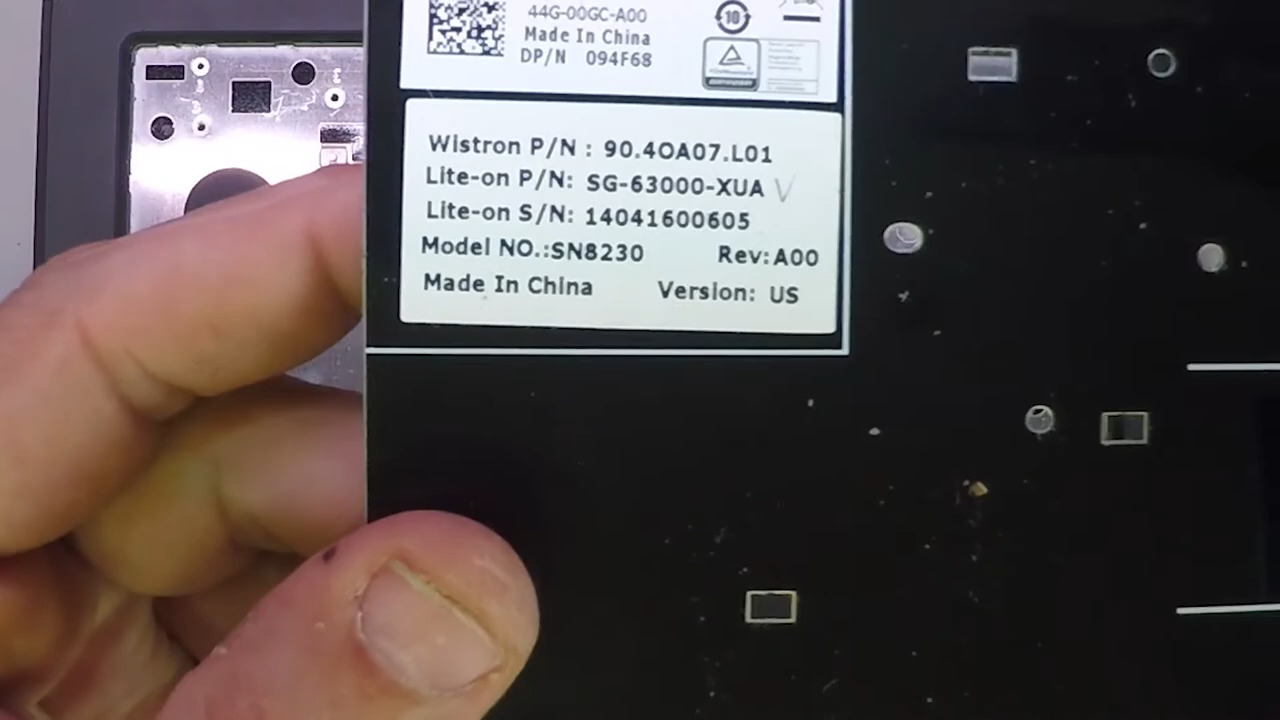 44G-00GC-A00
Made In China
DP/N 094F68
10
Wistron P/N : 90.4OA07.L01
Lite-on P/N: SG-63000-XUA V
Lite-on S/N: 14041600605
Model NO.:SN8230 Rev:A00
Made In China Version: US